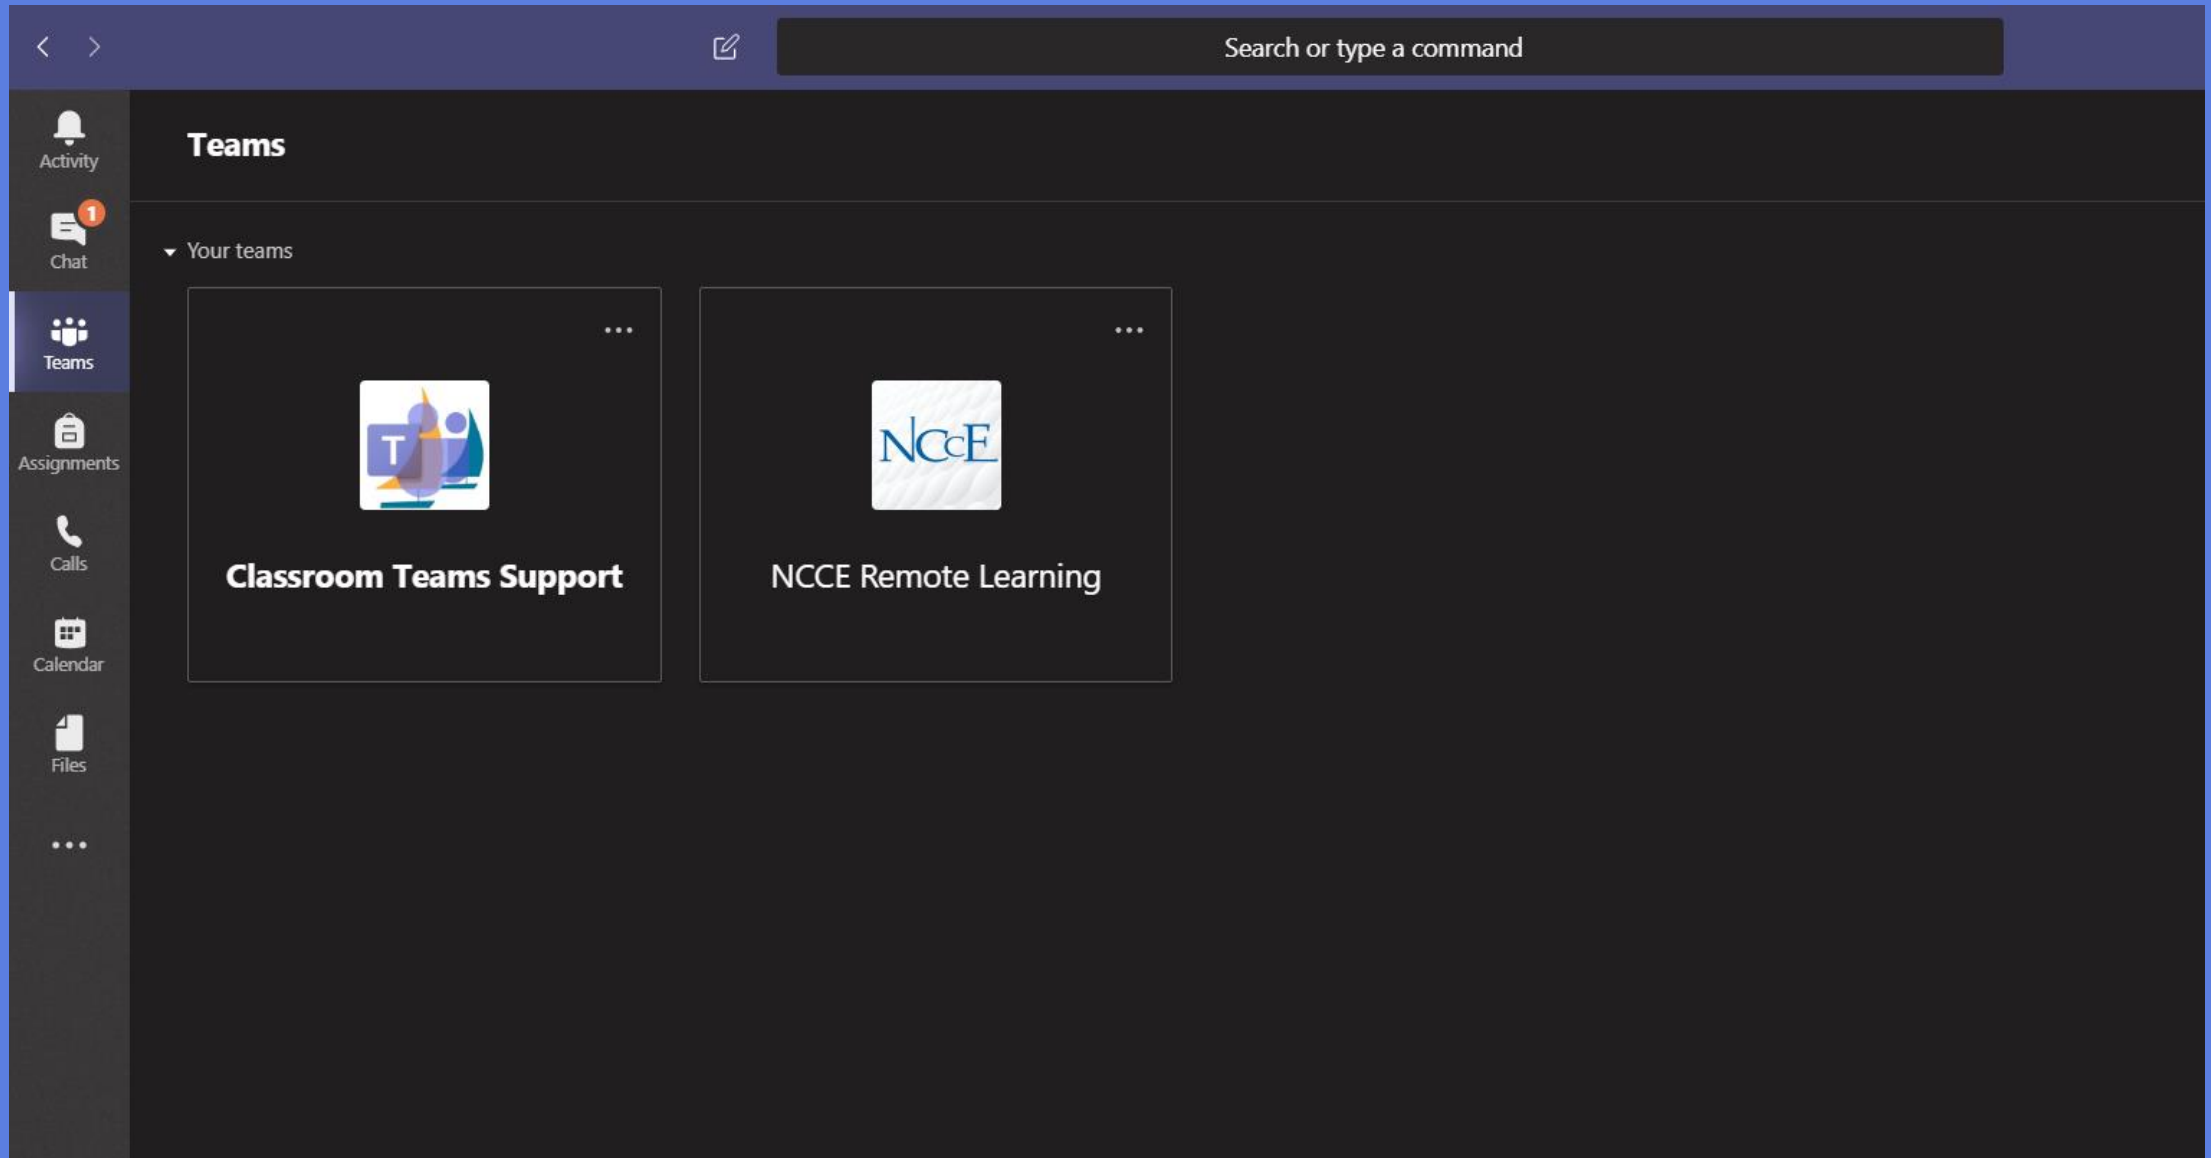 Search or type a command
Activity
1
Chat
Teams
Assignments
Calls
Calendar
Files
Teams
Your teams
T
Classroom Teams Support
NCCE
NCCE Remote Learning